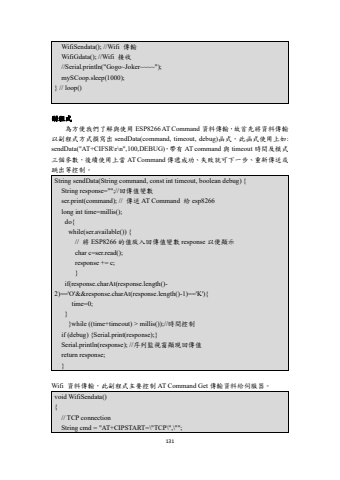 WifiSendata(); //Wifi 傳輸
WifiGdata(); //Wifi 接收
//Serial.println("Gogo~Joker-------");
mySCoop.sleep(1000);
} // loop()
副程式
為方便我們了解與使用 ESP8266 AT Command 資料傳輸，故當先將資料傳輸
以副程式方式撰寫出 sendData(command, timeout, debug)函式，此函式使用上如:
sendData("AT+CIFSR\r\n",100,DEBUG)，帶有 AT command 與 timeout 時間及模式
三個參數，後續使用上當 AT Command 傳遞成功、失敗就可下一步、重新傳送或
跳出等控制。
String sendData(String command, const int timeout, boolean debug) {
String response="";//回傳值變數
ser.print(command); // 傳送 AT Command 給 esp8266
long int time=millis();
do{
while(ser.available()) {
// 將 ESP8266 的值放入回傳值變數 response 以便顯示
char c=ser.read();
response += c;
}
if(response.charAt(response.length()-
2)=='O'&&response.charAt(response.length()-1)=='K'){
time=0;
}
}while ((time+timeout) > millis());//時間控制
if (debug) {Serial.print(response);}
Serial.println(response); //序列監視窗顯現回傳值
return response;
}
Wifi 資料傳輸，此副程式主要控制 AT Command Get 傳輸資料給伺服器。
void WifiSendata()
{
// TCP connection
String cmd = "AT+CIPSTART=\"TCP\",\"";
131